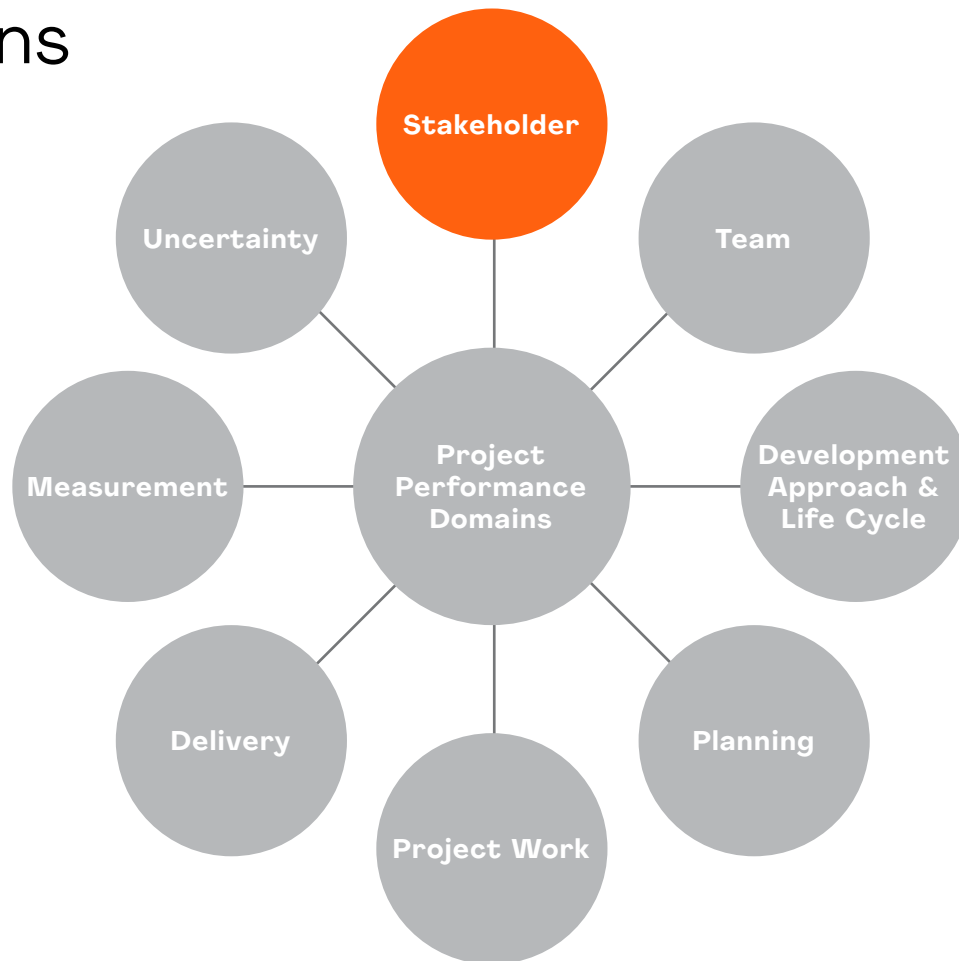 ns
Stakeholder
Uncertainty
Team
Measurement
Project
Performance
Domains
Development
Approach &
Life Cycle
Delivery
Planning
Project Work